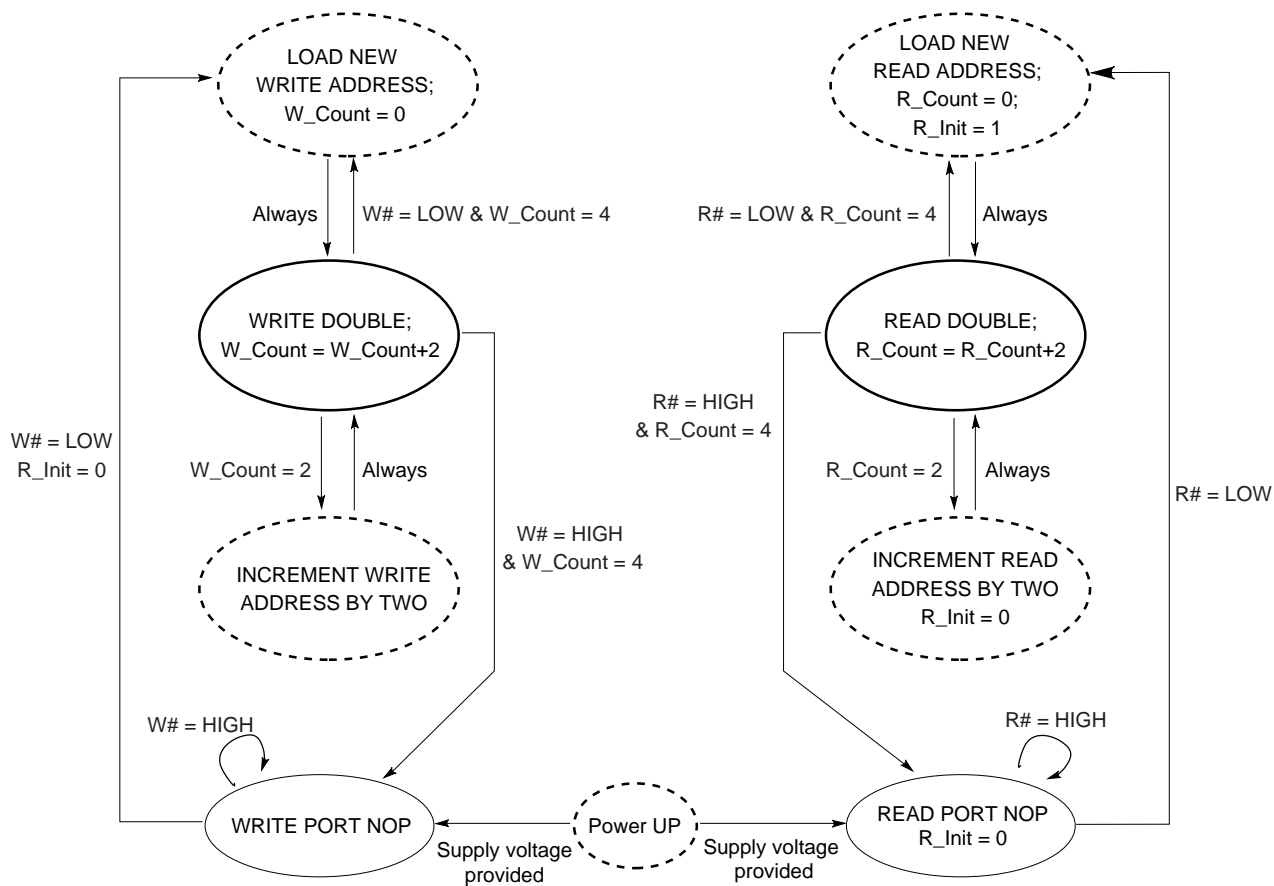 LOAD NEW
WRITE ADDRESS;
W_Count = 0
LOAD NEW
READ ADDRESS;
R_Count = 0;
R_Init = 1
Always
W# = LOW & W_Count = 4
R# = LOW & R_Count = 4
Always
WRITE DOUBLE;
W_Count = W_Count+2
READ DOUBLE;
R_Count = R_Count+2
W# = LOW
R_Init = 0
W_Count = 2
Always
W# = HIGH
& W_Count = 4
R# = HIGH
& R_Count = 4
R_Count = 2
Always
R# = LOW
INCREMENT WRITE
ADDRESS BY TWO
INCREMENT READ
ADDRESS BY TWO
R_Init = 0
W# = HIGH
R# = HIGH
WRITE PORT NOP
Power UP
READ PORT NOP
R_Init = 0
Supply voltage
provided
Supply voltage
provided